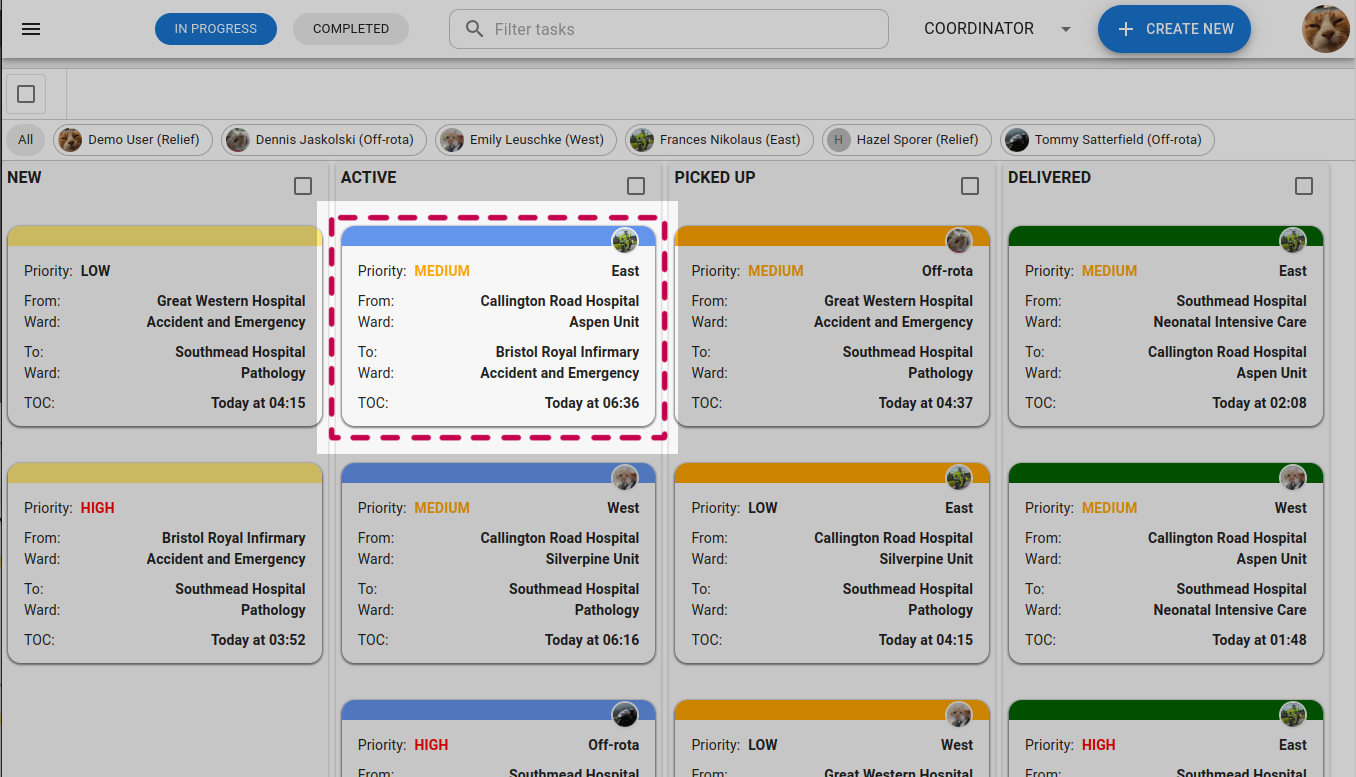 IN PROGRESS COMPLETED Filter tasks COORDINATOR CREATE NEW
All Demo User (Relief) Dennis Jaskolski (Off-rota) Emily Leuschke (West) Frances Nikolaus (East) H Hazel Sporer (Relief) Tommy Satterfield (Off-rota)
NEW
Priority: LOW
From: Great Western Hospital
Ward: Accident and Emergency
To: Southmead Hospital
Ward: Pathology
TOC: Today at 04:15
Priority: HIGH
From: Bristol Royal Infirmary
Ward: Accident and Emergency
To: Southmead Hospital
Ward: Pathology
TOC: Today at 03:52
ACTIVE
Priority: MEDIUM East
From: Callington Road Hospital
Ward: Aspen Unit
To: Bristol Royal Infirmary
Ward: Accident and Emergency
TOC: Today at 06:36
Priority: MEDIUM West
From: Callington Road Hospital
Ward: Silverpine Unit
To: Southmead Hospital
Ward: Pathology
TOC: Today at 06:16
Priority: HIGH Off-rota
From: Southmead Hospital
PICKED UP
Priority: MEDIUM Off-rota
From: Great Western Hospital
Ward: Accident and Emergency
To: Southmead Hospital
Ward: Pathology
TOC: Today at 04:37
Priority: LOW East
From: Callington Road Hospital
Ward: Silverpine Unit
To: Southmead Hospital
Ward: Pathology
TOC: Today at 04:15
Priority: LOW West
From: Great Western Hospital
DELIVERED
Priority: MEDIUM East
From: Southmead Hospital
Ward: Neonatal Intensive Care
To: Callington Road Hospital
Ward: Aspen Unit
TOC: Today at 02:08
Priority: MEDIUM West
From: Callington Road Hospital
Ward: Aspen Unit
To: Southmead Hospital
Ward: Neonatal Intensive Care
TOC: Today at 01:48
Priority: HIGH East
From: Southmead Hospital